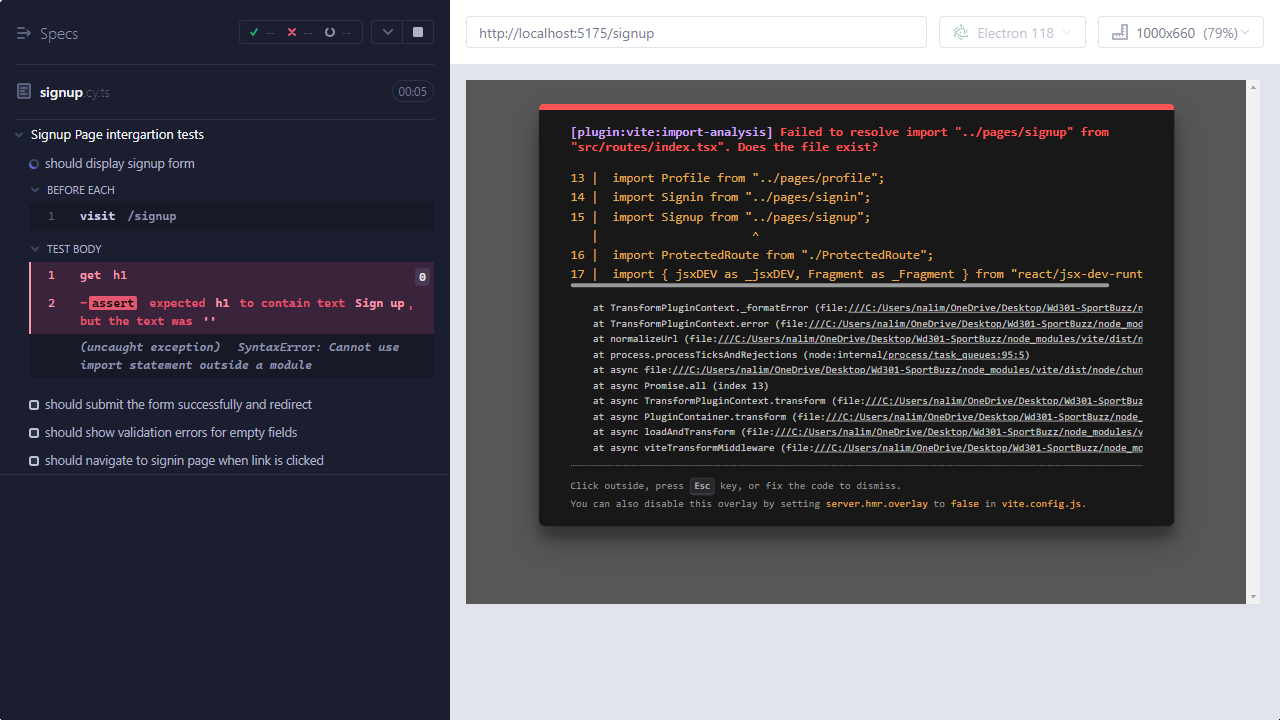 Specs
-- -- --
signup.cy.ts
00:05
Signup Page intergartion tests
should display signup form
BEFORE EACH
1 visit /signup
TEST BODY
1 get h1 0
2 -assert expected h1 to contain text Sign up,
but the text was ''
(uncaught exception) SyntaxError: Cannot use
import statement outside a module
should submit the form successfully and redirect
should show validation errors for empty fields
should navigate to signin page when link is clicked
http://localhost:5175/signup
Electron 118
1000x660 (79%)
[plugin:vite:import-analysis] Failed to resolve import "../pages/signup" from
"src/routes/index.tsx". Does the file exist?
13 | import Profile from "../pages/profile";
14 | import Signin from "../pages/signin";
15 | import Signup from "../pages/signup";
| ^
16 | import ProtectedRoute from "./ProtectedRoute";
17 | import { jsxDEV as _jsxDEV, Fragment as _Fragment } from "react/jsx-dev-runt
at TransformPluginContext._formatError (file:///C:/Users/nalim/OneDrive/Desktop/Wd301-SportBuzz/n
at TransformPluginContext.error (file:///C:/Users/nalim/OneDrive/Desktop/Wd301-SportBuzz/node_mod
at normalizeUrl (file:///C:/Users/nalim/OneDrive/Desktop/Wd301-SportBuzz/node_modules/vite/dist/n
at process.processTicksAndRejections (node:internal/process/task_queues:95:5)
at async file:///C:/Users/nalim/OneDrive/Desktop/Wd301-SportBuzz/node_modules/vite/dist/node/chun
at async Promise.all (index 13)
at async TransformPluginContext.transform (file:///C:/Users/nalim/OneDrive/Desktop/Wd301-SportBuz
at async PluginContainer.transform (file:///C:/Users/nalim/OneDrive/Desktop/Wd301-SportBuzz/node_
at async loadAndTransform (file:///C:/Users/nalim/OneDrive/Desktop/Wd301-SportBuzz/node_modules/v
at async viteTransformMiddleware (file:///C:/Users/nalim/OneDrive/Desktop/Wd301-SportBuzz/node_mo
Click outside, press Esc key, or fix the code to dismiss.
You can also disable this overlay by setting server.hmr.overlay to false in vite.config.js.